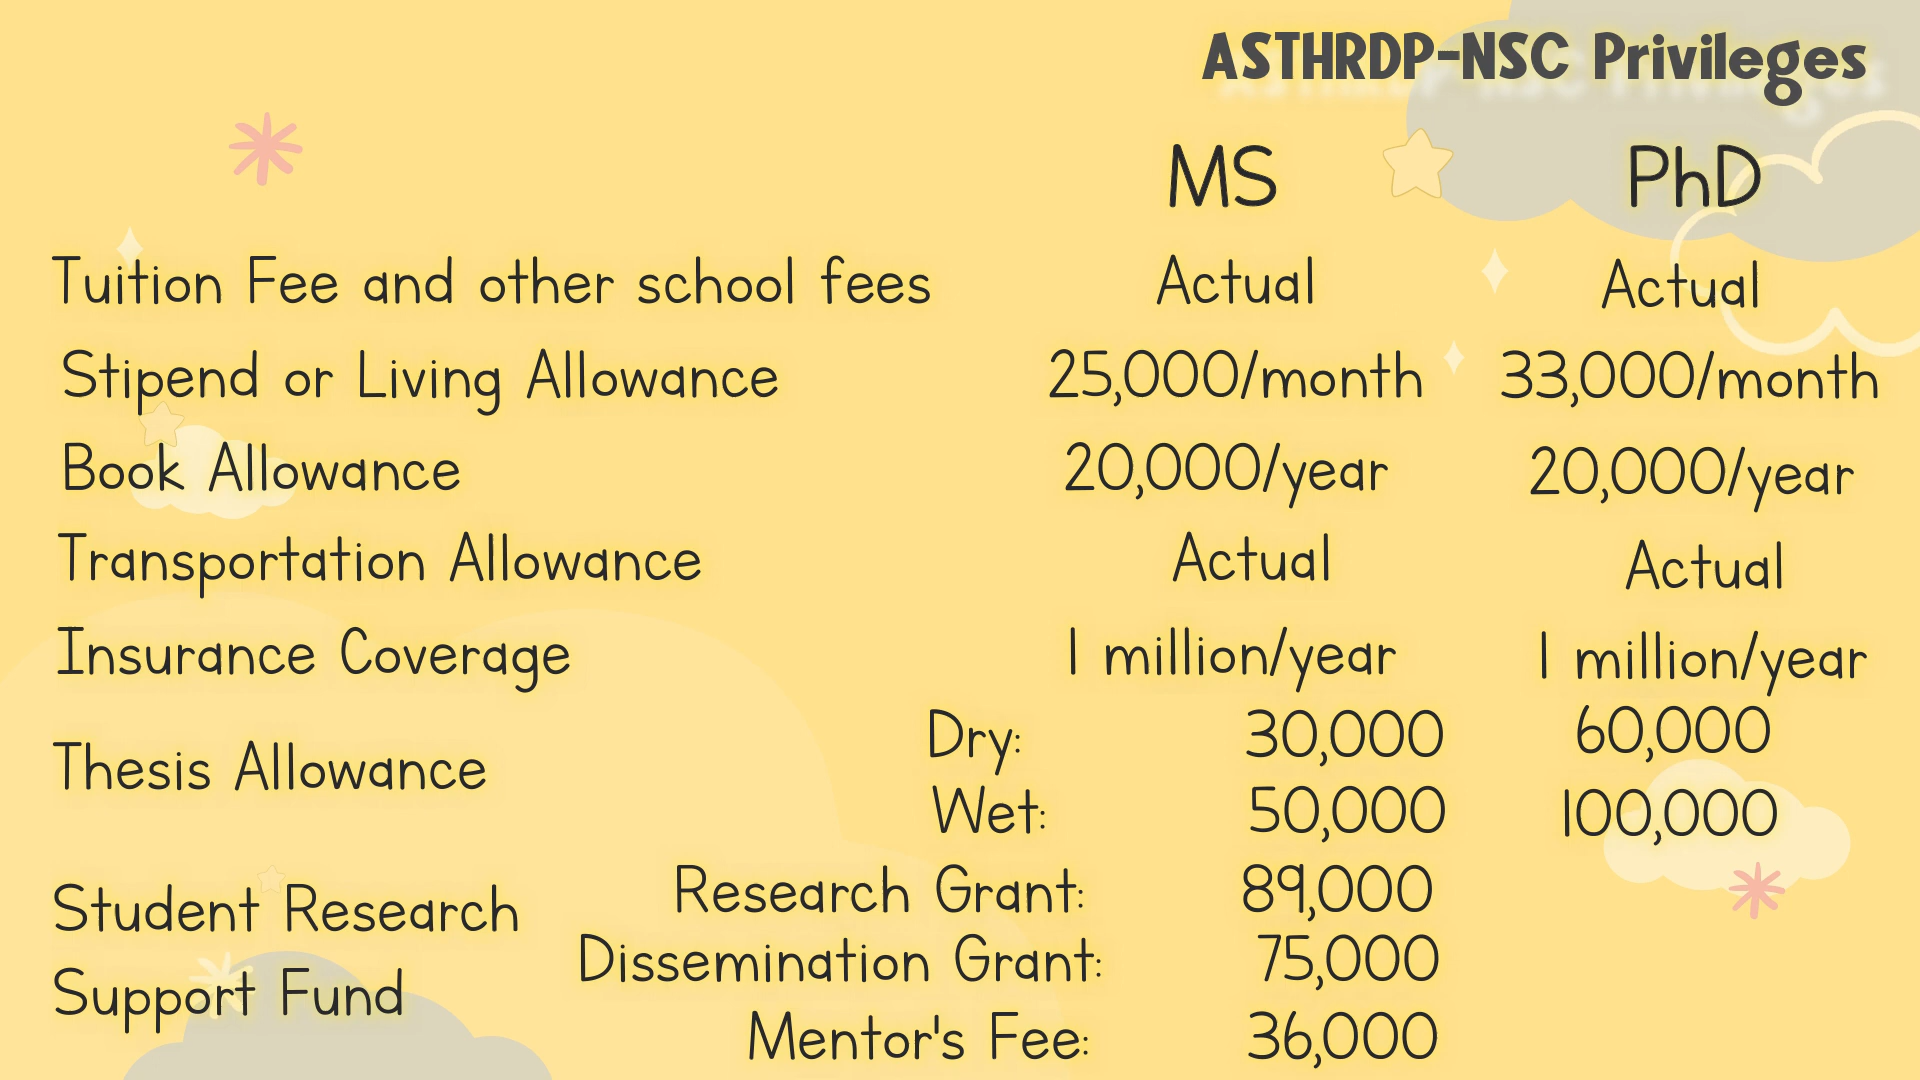 ASTHRDP-NSC Privileges
MS PhD
Tuition Fee and other school fees Actual Actual
Stipend or Living Allowance 25,000/month 33,000/month
Book Allowance 20,000/year 20,000/year
Transportation Allowance Actual Actual
Insurance Coverage 1 million/year 1 million/year
Thesis Allowance Dry: 30,000 60,000
Wet: 50,000 100,000
Student Research Support Fund Research Grant: 89,000
Dissemination Grant: 75,000
Mentor's Fee: 36,000